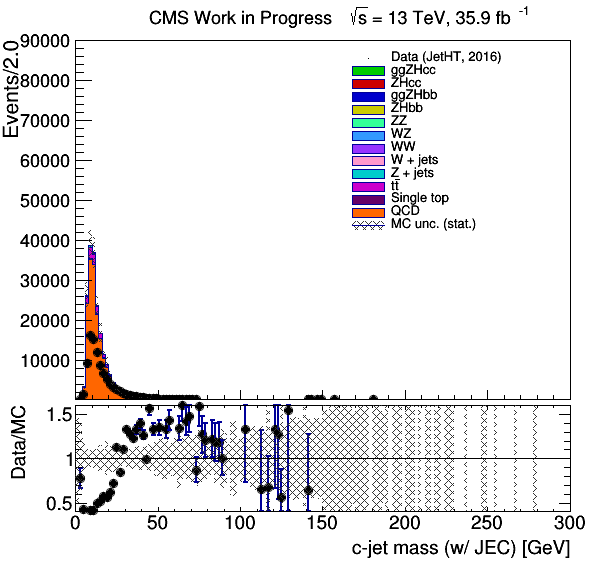 CMS Work in Progress √s = 13 TeV, 35.9 fb -1
Events/2.0
90000
80000
70000
60000
50000
40000
30000
20000
10000
Data (JetHT, 2016)
ggZHcc
ZHcc
ggZHbb
ZHbb
ZZ
WZ
WW
W + jets
Z + jets
tt̄
Single top
QCD
MC unc. (stat.)
Data/MC
1.5
1
0.5
0 50 100 150 200 250 300
c-jet mass (w/ JEC) [GeV]